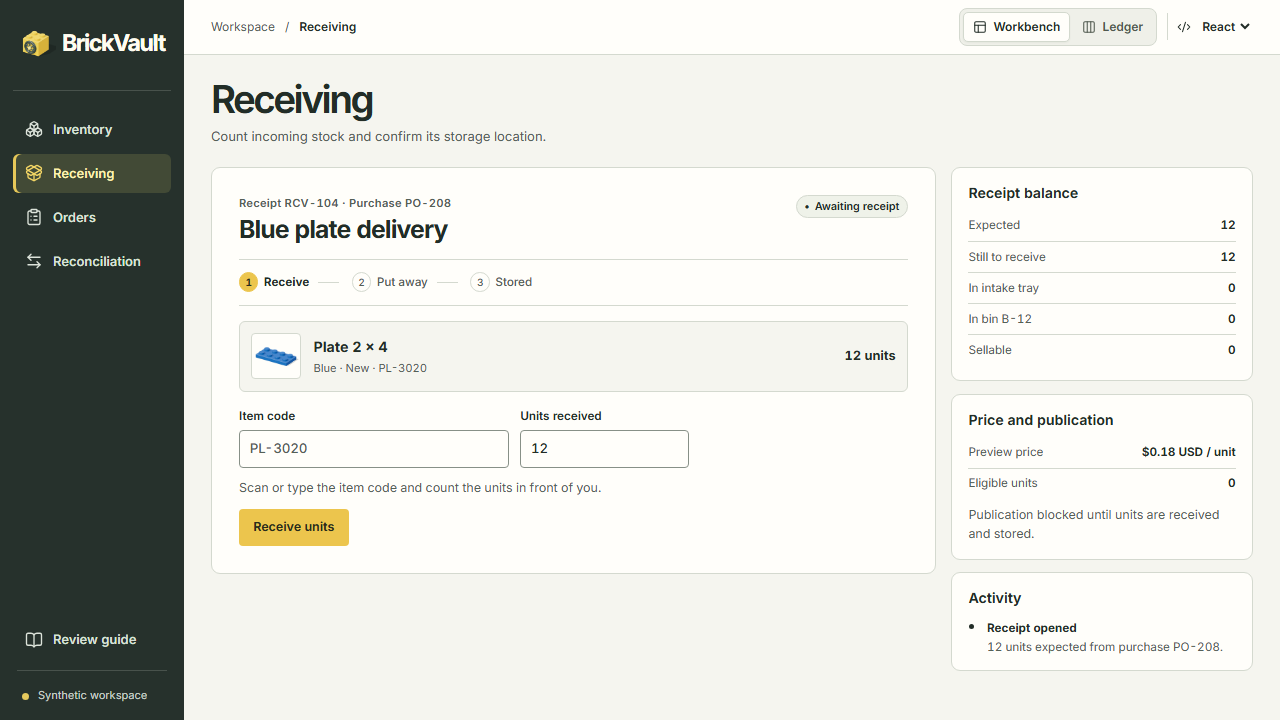 BrickVault
Inventory
Receiving
Orders
Reconciliation
Review guide
Synthetic workspace
Workspace / Receiving
Workbench
Ledger
React
Receiving
Count incoming stock and confirm its storage location.
Receipt RCV-104 · Purchase PO-208
Blue plate delivery
Awaiting receipt
1 Receive
2 Put away
3 Stored
Plate 2 × 4
Blue · New · PL-3020
12 units
Item code
PL-3020
Units received
12
Scan or type the item code and count the units in front of you.
Receive units
Receipt balance
Expected 12
Still to receive 12
In intake tray 0
In bin B-12 0
Sellable 0
Price and publication
Preview price $0.18 USD / unit
Eligible units 0
Publication blocked until units are received
and stored.
Activity
Receipt opened
12 units expected from purchase PO-208.